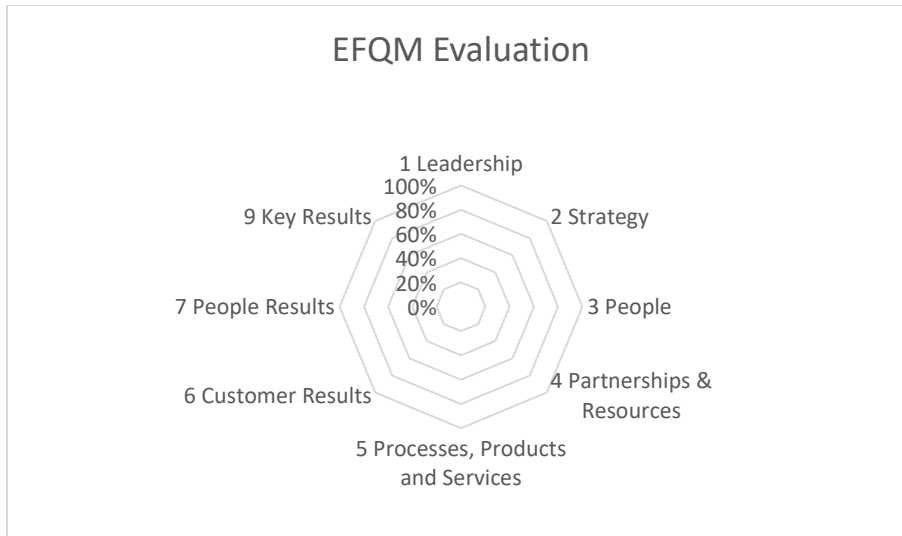 EFQM Evaluation
1 Leadership
100%
80%
60%
40%
20%
0%
2 Strategy
3 People
4 Partnerships &
Resources
5 Processes, Products
and Services
6 Customer Results
7 People Results
9 Key Results